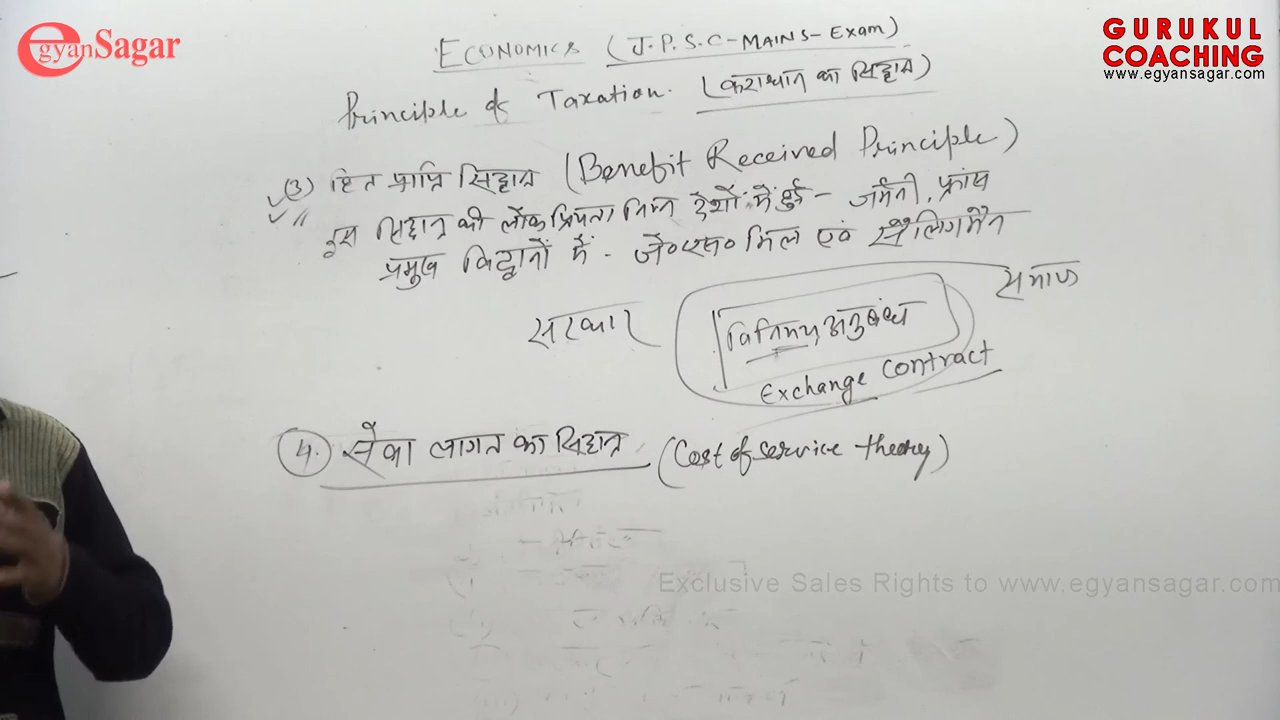 egyanSagar
GURUKUL
COACHING
www.egyansagar.com
ECONOMICS (J.P.S.C-MAINS-Exam)
Principle of Taxation. (कराधान का सिद्धान्त)
(3) हित प्राप्ति सिद्धान्त (Benefit Received Principle)
इस सिद्धान्त की लोकप्रियता निम्न देशों में हुई - जर्मनी, फ्रांस
प्रमुख विद्वानों में - जे०एस० मिल एवं सैलिगमैन
सरकार विनिमय अनुबंध समाज
Exchange contract
4. सेवा लागत का सिद्धान्त (Cost of service theory)
Exclusive Sales Rights to www.egyansagar.com